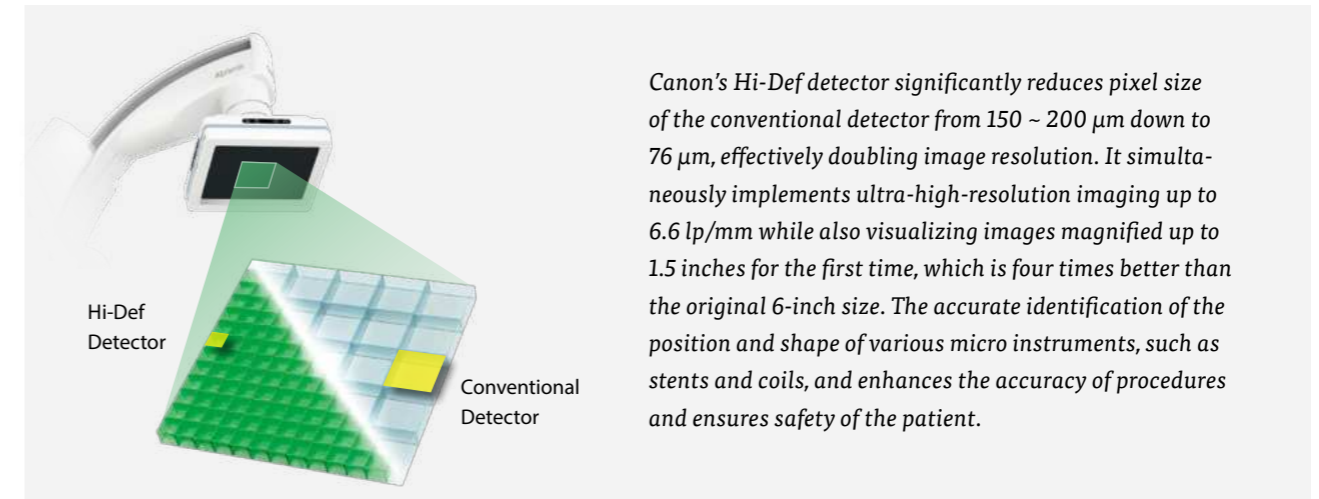 Canon’s Hi-Def detector significantly reduces pixel size
of the conventional detector from 150 ~ 200 µm down to
76 µm, effectively doubling image resolution. It simulta-
neously implements ultra-high-resolution imaging up to
6.6 lp/mm while also visualizing images magnified up to
1.5 inches for the first time, which is four times better than
the original 6-inch size. The accurate identification of the
position and shape of various micro instruments, such as
stents and coils, and enhances the accuracy of procedures
and ensures safety of the patient.
Hi-Def
Detector
Conventional
Detector